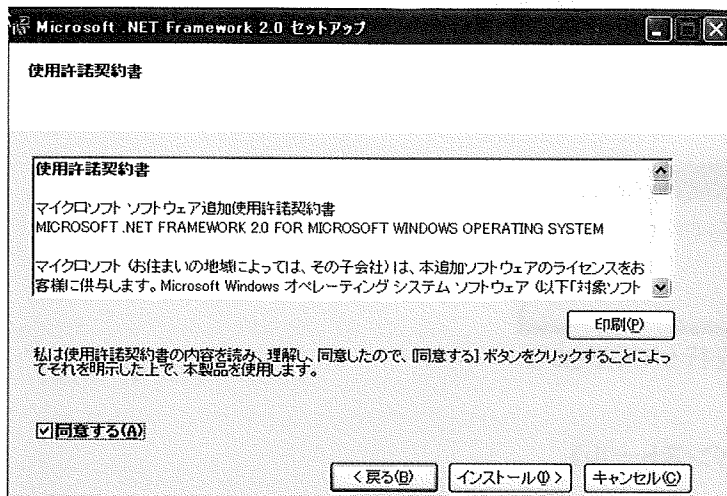 Microsoft .NET Framework 2.0 セットアップ
使用許諾契約書
使用許諾契約書
マイクロソフト ソフトウェア追加使用許諾契約書
MICROSOFT .NET FRAMEWORK 2.0 FOR MICROSOFT WINDOWS OPERATING SYSTEM
マイクロソフト (お住まいの地域によっては、その子会社) は、本追加ソフトウェアのライセンスをお
客様に供与します。Microsoft Windows オペレーティング システム ソフトウェア (以下「対象ソフト
印刷(P)
私は使用許諾契約書の内容を読み、理解し、同意したので、[同意する] ボタンをクリックすることによっ
てそれを明示した上で、本製品を使用します。
同意する(A)
< 戻る(B)
インストール(I) >
キャンセル(C)